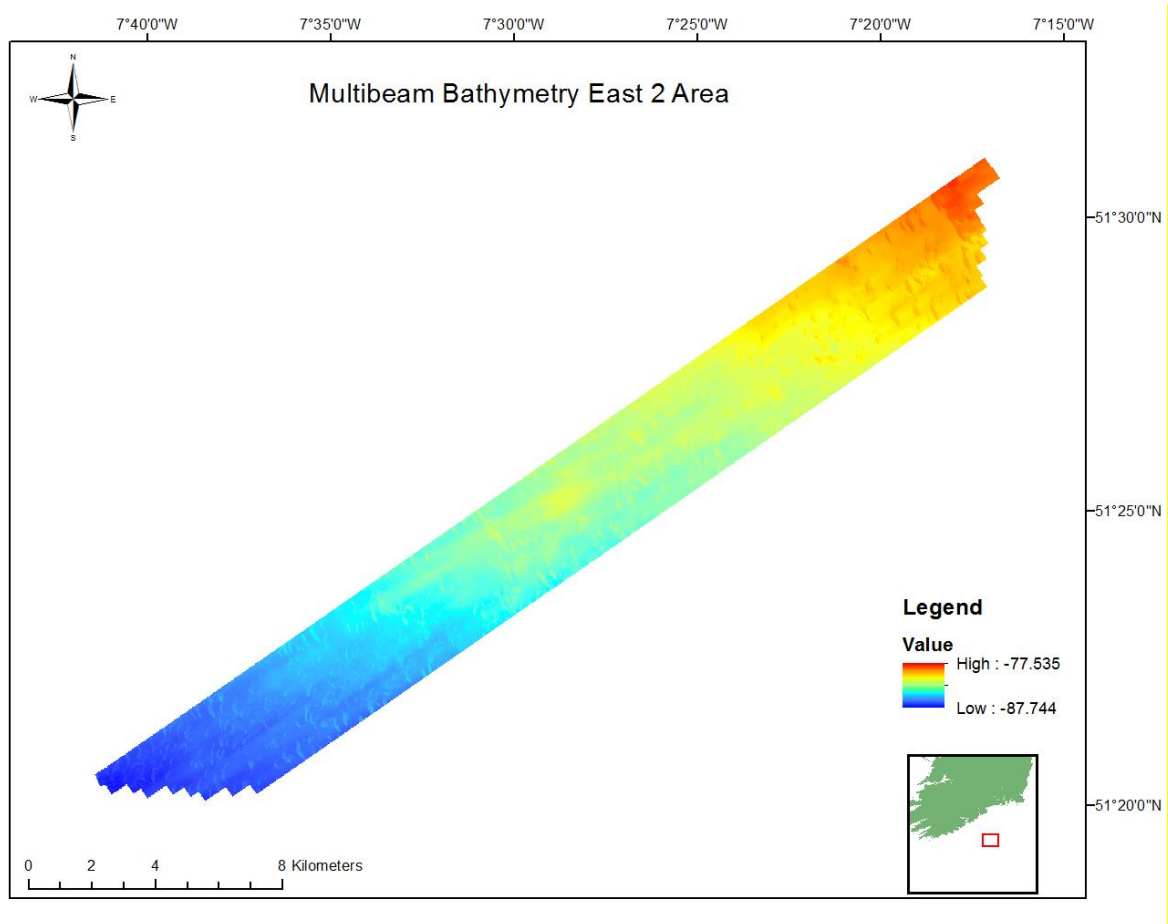 7°40'0"W 7°35'0"W 7°30'0"W 7°25'0"W 7°20'0"W 7°15'0"W
N
W E
S
Multibeam Bathymetry East 2 Area
51°30'0"N
51°25'0"N
Legend
Value
High : -77.535
Low : -87.744
51°20'0"N
0 2 4 8 Kilometers